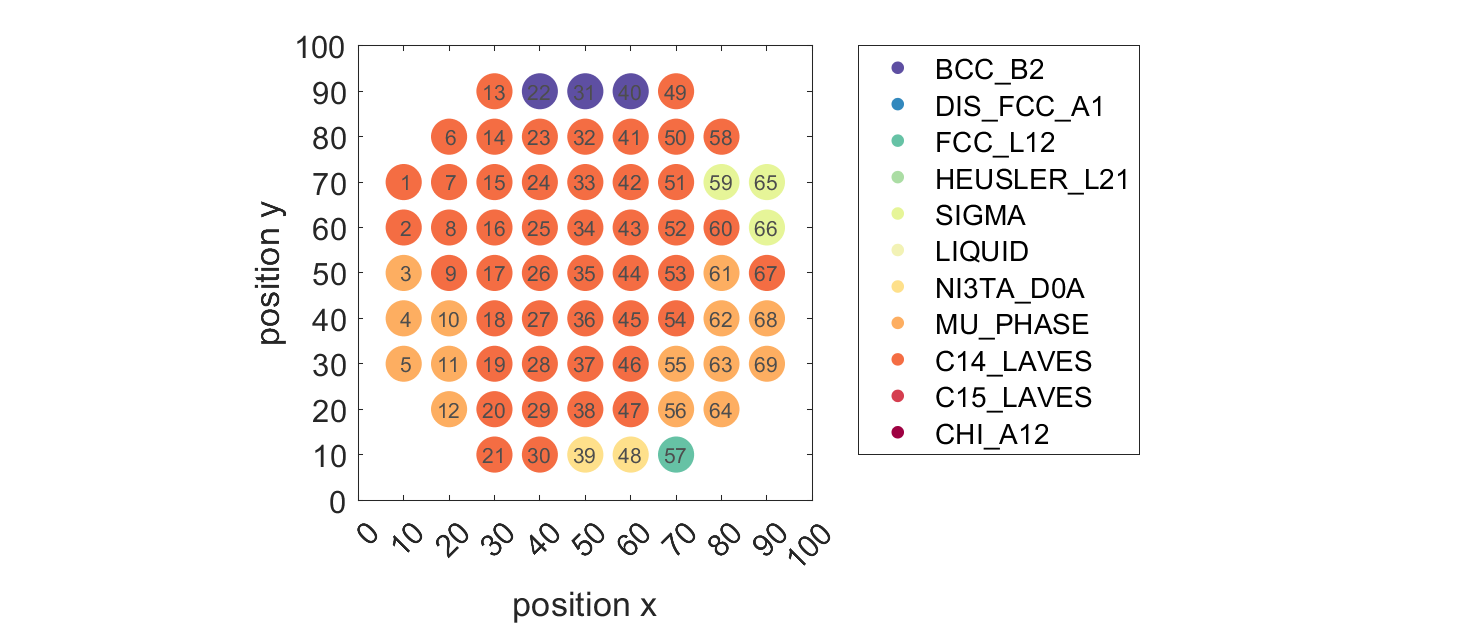 100
90
80
70
60
50
40
30
20
10
0
position y
13 22 31 40 49
6 14 23 32 41 50 58
1 7 15 24 33 42 51 59 65
2 8 16 25 34 43 52 60 66
3 9 17 26 35 44 53 61 67
4 10 18 27 36 45 54 62 68
5 11 19 28 37 46 55 63 69
12 20 29 38 47 56 64
21 30 39 48 57
0 10 20 30 40 50 60 70 80 90 100
position x
BCC_B2
DIS_FCC_A1
FCC_L12
HEUSLER_L21
SIGMA
LIQUID
NI3TA_D0A
MU_PHASE
C14_LAVES
C15_LAVES
CHI_A12